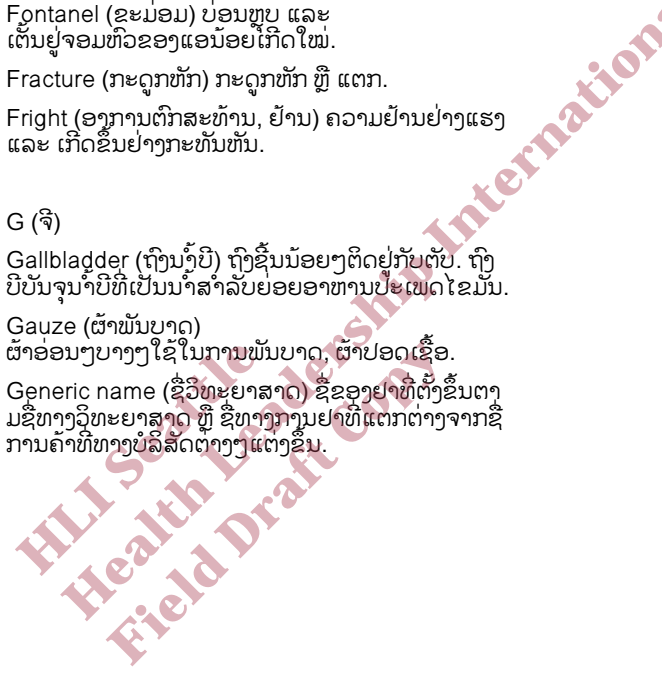 Fontanel (ຂະມ່ອມ) ບ່ອນຫຼຸບ ແລະ
ເຕັ້ນຢູ່ຈອມຫົວຂອງແອນ້ອຍເກີດໃໝ່.
Fracture (ກະດູກຫັກ) ກະດູກຫັກ ຫຼື ແຕກ.
Fright (ອາການຕົກສະທ້ານ, ຢ້ານ) ຄວາມຢ້ານຢ່າງແຮງ
ແລະ ເກີດຂຶ້ນຢ່າງກະທັນຫັນ.
G (ຈີ)
Gallbladder (ຖົງນໍ້າບີ) ຖົງຊີ້ນນ້ອຍໆຕິດຢູ່ກັບຕັບ. ຖົງ
ບີບັນຈຸນໍ້າບີທີ່ເປັນນໍ້າສໍາລັບຍ່ອຍອາຫານປະເພດໄຂມັນ.
Gauze (ຜ້າພັນບາດ)
ຜ້າອ່ອນໆບາງໆໃຊ້ໃນການພັນບາດ, ຜ້າປອດເຊື້ອ.
Generic name (ຊື່ວິທະຍາສາດ) ຊື່ຂອງຢາທີ່ຕັ້ງຂຶ້ນຕາ
ມຊື່ທາງວິທະຍາສາດ ຫຼື ຊື່ທາງການຢາທີ່ແຕກຕ່າງຈາກຊື່
ການຄ້າທີ່ທາງບໍລິສັດຕ່າງໆແຕ່ງຂຶ້ນ.
HLI Seattle
Health Leadership International
Field Draft Copy